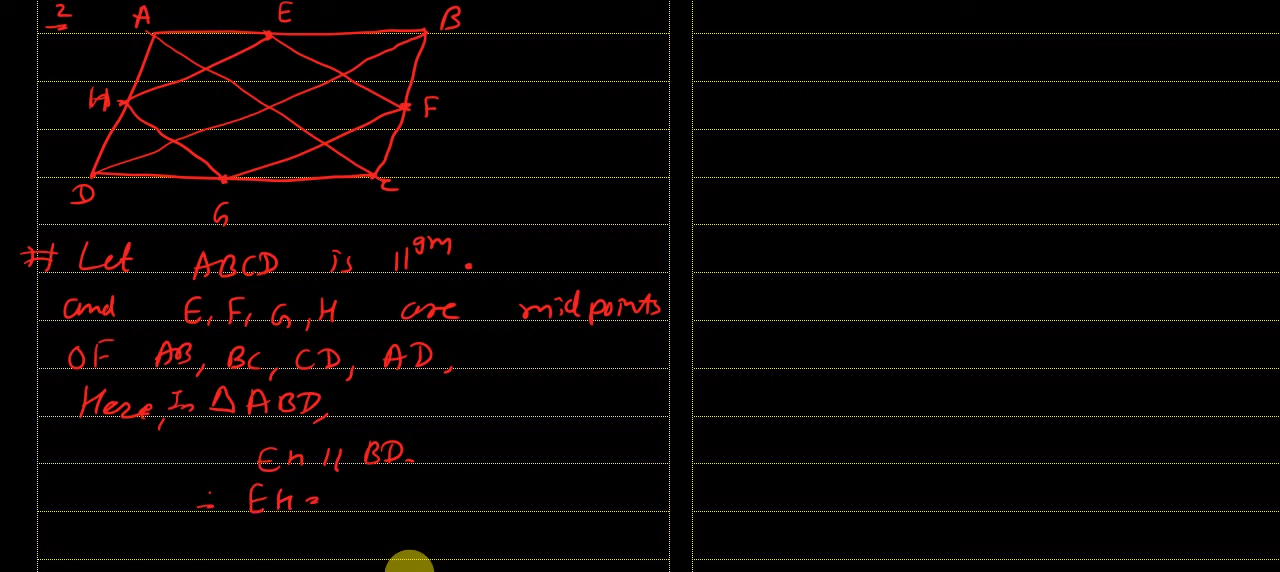 2
A E B
H F
D C
G
# Let ABCD is ||gm.
and E, F, G, H are midpoints
OF AB, BC, CD, AD,
Here, In Δ ABD,
EH || BD.
∴ EH =